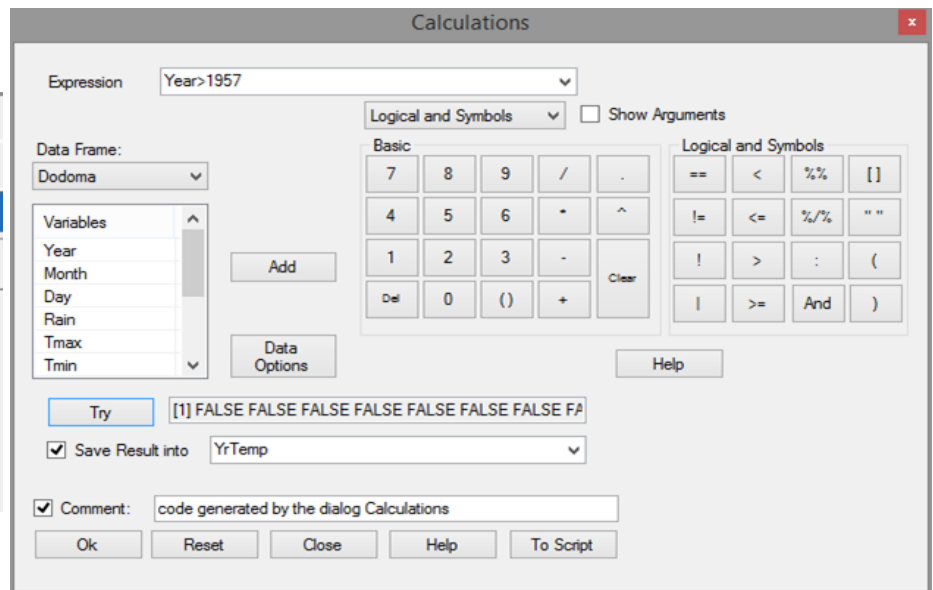 Calculations
x
Expression Year>1957
Logical and Symbols Show Arguments
Data Frame:
Dodoma
Basic
7 8 9 / .
4 5 6 * ^
1 2 3 - Clear
Del 0 () +
Logical and Symbols
== < %% [ ]
!= <= %/% " "
! > : (
| >= And )
Variables
Year
Month
Day
Rain
Tmax
Tmin
Add
Data
Options
Help
Try [1] FALSE FALSE FALSE FALSE FALSE FALSE FALSE FA
Save Result into YrTemp
Comment: code generated by the dialog Calculations
Ok Reset Close Help To Script